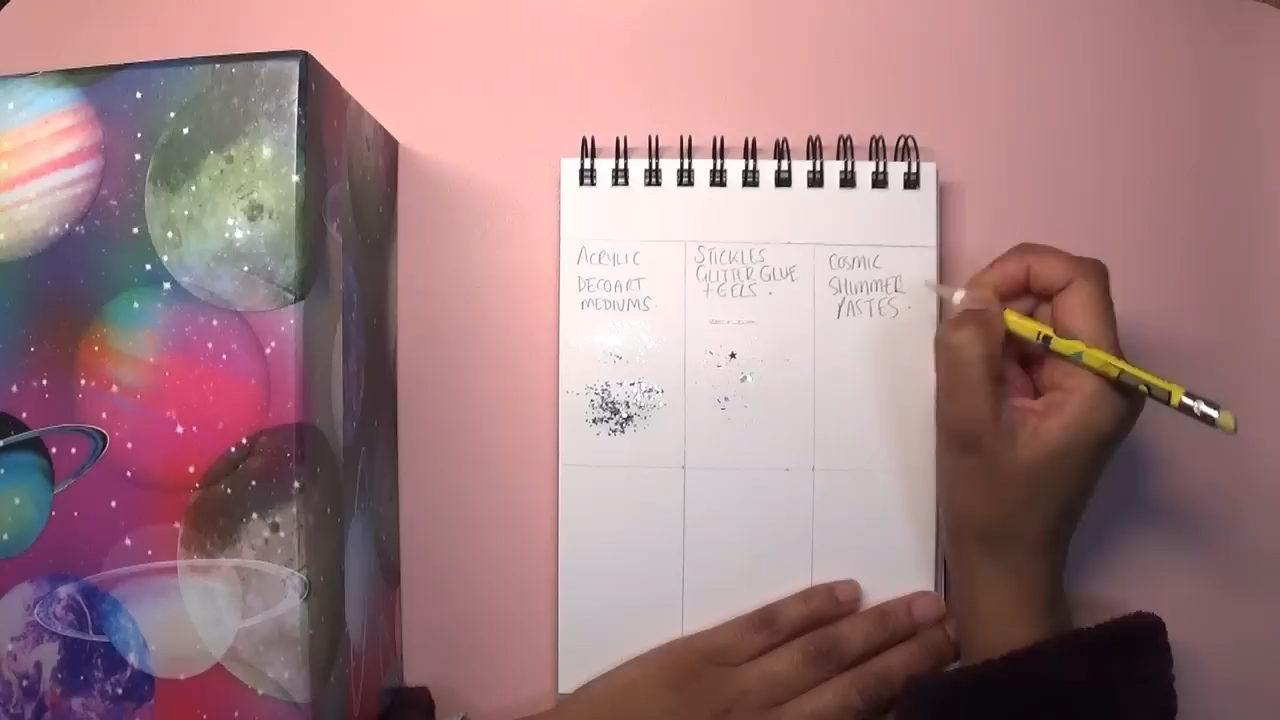 ACRYLIC
DECOART
MEDIUMS.
STICKLES
GLITTER GLUE
+ GELS.
COSMIC
SHIMMER
PASTES.